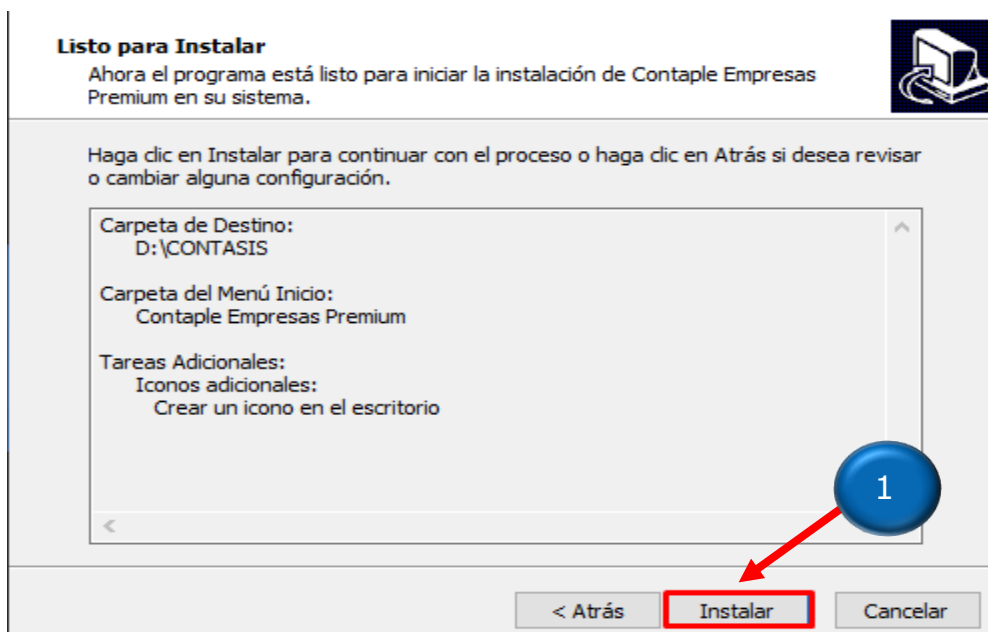 Listo para Instalar
Ahora el programa está listo para iniciar la instalación de Contaple Empresas
Premium en su sistema.
Haga clic en Instalar para continuar con el proceso o haga clic en Atrás si desea revisar
o cambiar alguna configuración.
Carpeta de Destino:
D:\CONTASIS
Carpeta del Menú Inicio:
Contaple Empresas Premium
Tareas Adicionales:
Iconos adicionales:
Crear un icono en el escritorio
1
< Atrás
Instalar
Cancelar